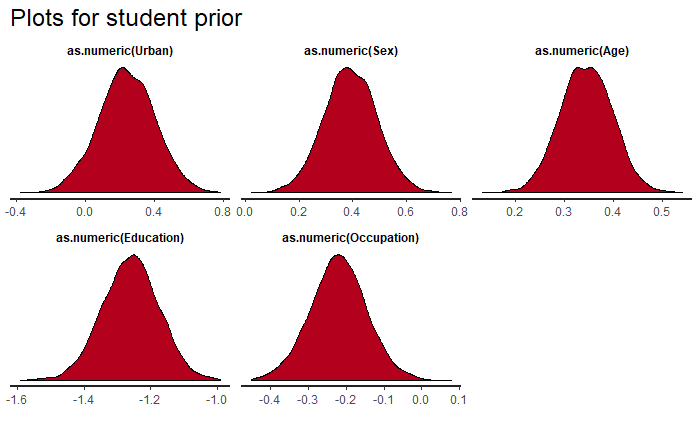 Plots for student prior
as.numeric(Urban) as.numeric(Sex) as.numeric(Age)
-0.4 0.0 0.4 0.8 0.0 0.2 0.4 0.6 0.8 0.2 0.3 0.4 0.5
as.numeric(Education) as.numeric(Occupation)
-1.6 -1.4 -1.2 -1.0 -0.4 -0.3 -0.2 -0.1 0.0 0.1